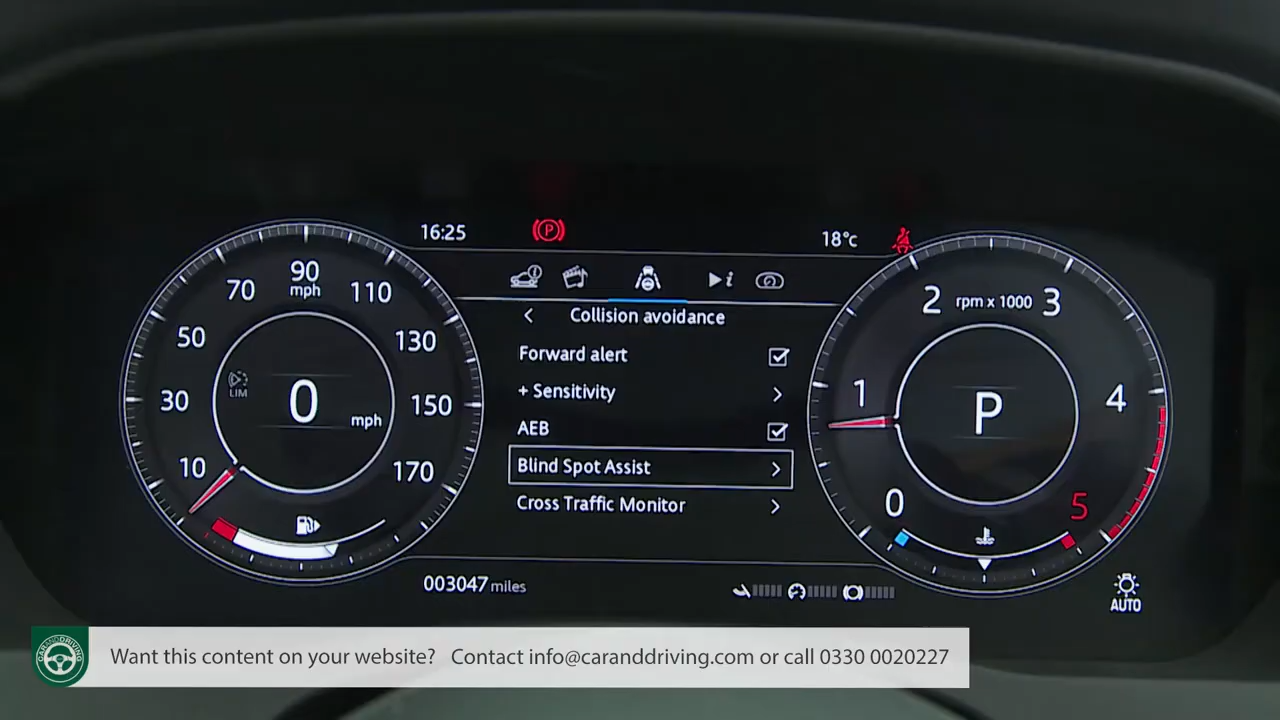 16:25
P
18°c
i
i
Collision avoidance
Forward alert
+ Sensitivity
AEB
Blind Spot Assist
Cross Traffic Monitor
003047 miles
10
30
50
70
90
mph
110
130
150
170
LIM
0
mph
0
1
2
rpm x 1000
3
4
5
P
AUTO
CARANDDRIVING
Want this content on your website? Contact info@caranddriving.com or call 0330 0020227